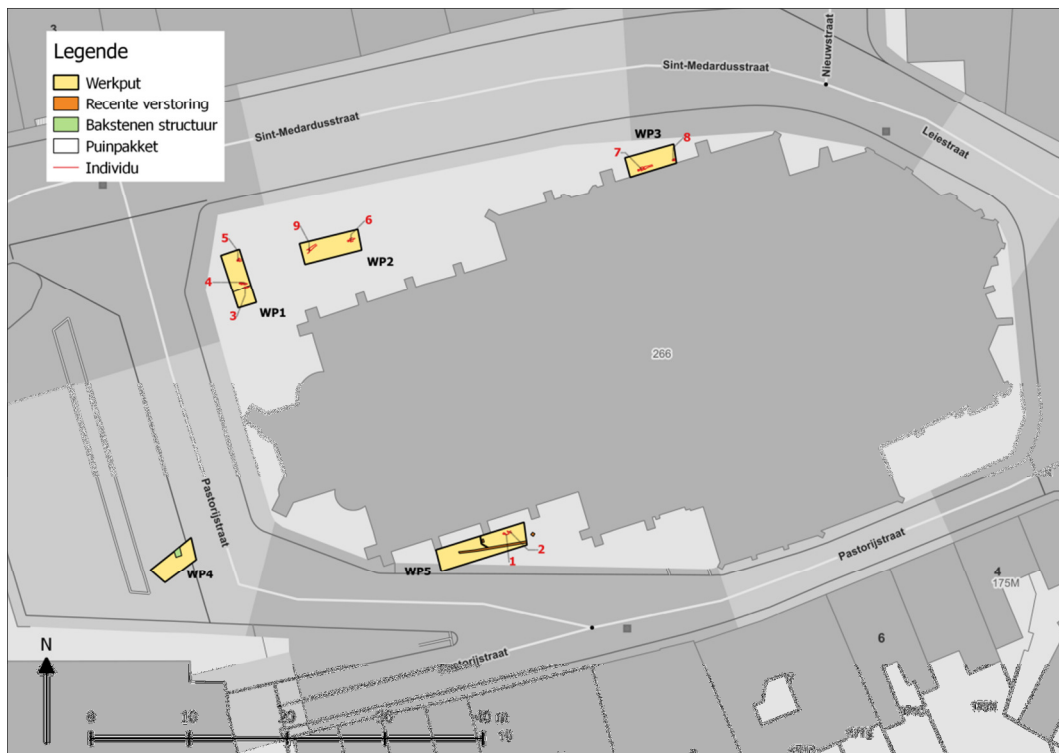 3
Legende
Werkput
Recente verstoring
Bakstenen structuur
Puinpakket
Individu
Sint-Medardusstraat
Sint-Medardusstraat
Nieuwstraat
Leiestraat
WP3
7
8
9
6
WP2
5
4
3
WP1
266
Pastorijstraat
WP4
WP5
1
2
Pastorijstraat
4
175M
6
Pastorijstraat
N
0 10 20 30 40 m